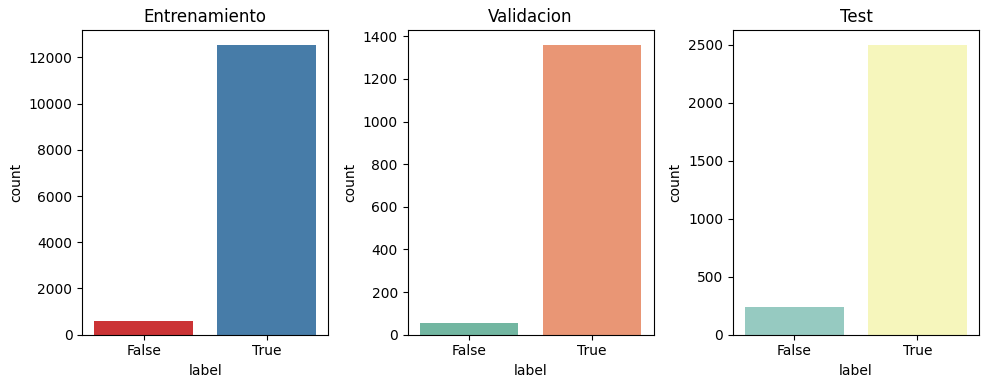 Entrenamiento
12000
10000
8000
6000
4000
2000
0
count
False
True
label
Validacion
1400
1200
1000
800
600
400
200
0
count
False
True
label
Test
2500
2000
1500
1000
500
0
count
False
True
label